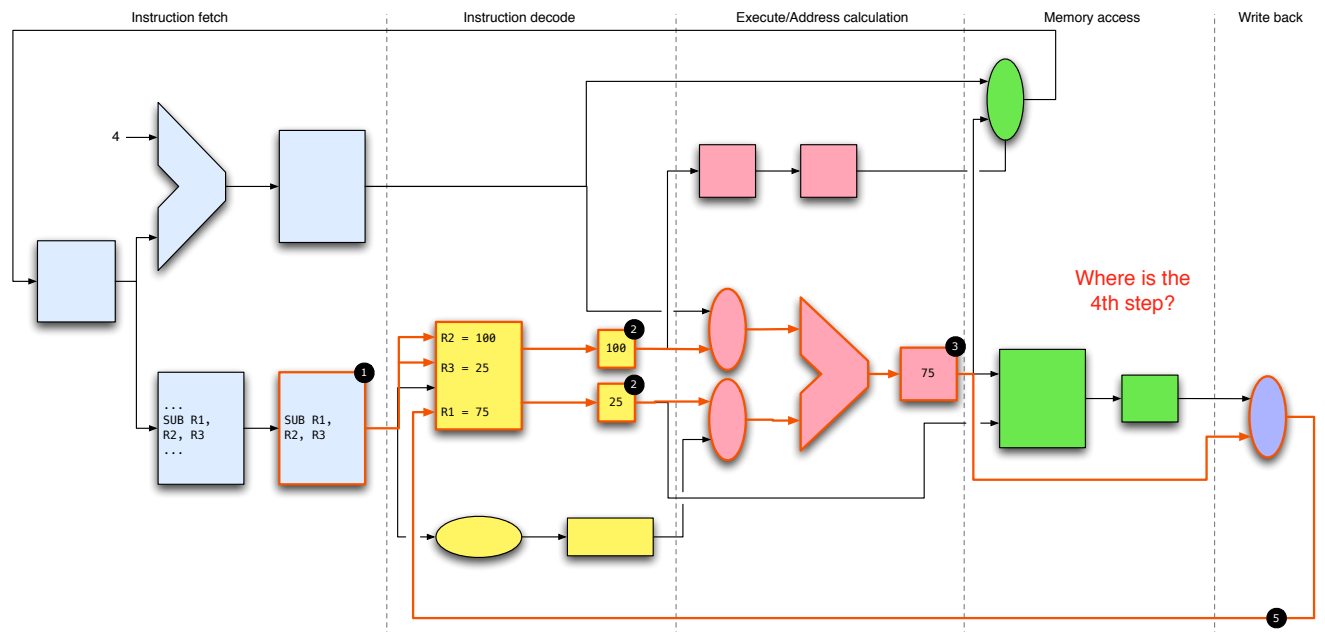 Instruction fetch
Instruction decode
Execute/Address calculation
Memory access
Write back
4
Where is the
4th step?
R2 = 100
R3 = 25
R1 = 75
2
100
2
25
3
75
1
...
SUB R1,
R2, R3
...
SUB R1,
R2, R3
5